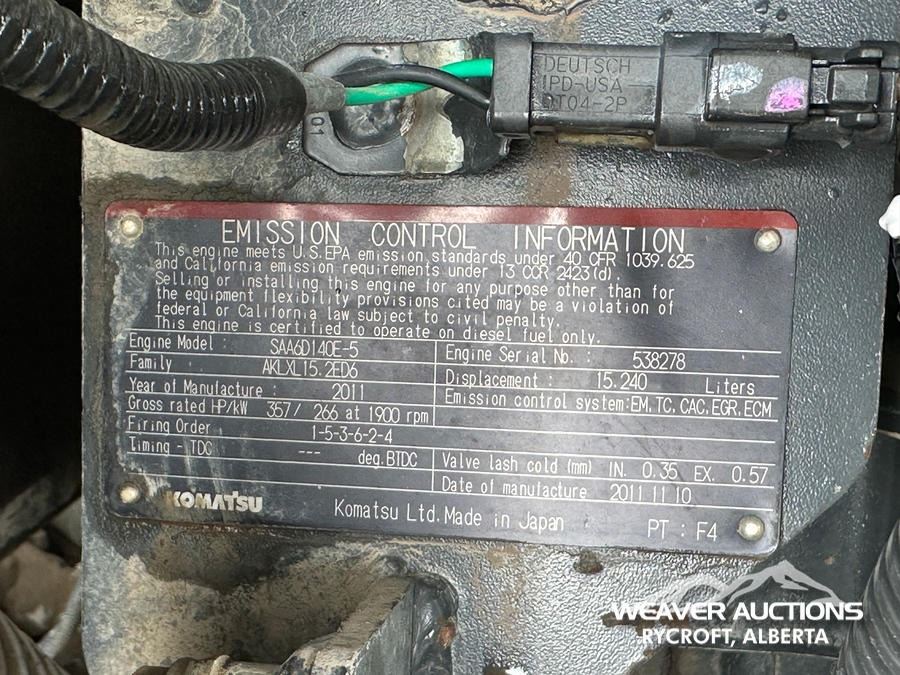 DEUTSCH
IPD-USA
DT04-2P
01
EMISSION CONTROL INFORMATION
This engine meets U.S.EPA emission standards under 40 CFR 1039.625
and California emission requirements under 13 CCR 2423(d).
Selling or installing this engine for any purpose other than for
the equipment flexibility provisions cited may be a violation of
federal or California law subject to civil penalty.
This engine is certified to operate on diesel fuel only.
Engine Model : SAA6D140E-5
Engine Serial No. : 538278
Family AKLXL15.2ED6
Displacement : 15.240 Liters
Year of Manufacture : 2011
Emission control system:EM,TC,CAC,EGR,ECM
Gross rated HP/kW 357/ 266 at 1900 rpm
Firing Order 1-5-3-6-2-4
Timing - TDC --- deg.BTDC
Valve lash cold (mm) IN. 0.35 EX. 0.57
Date of manufacture 2011.11.10
KOMATSU
Komatsu Ltd.Made in Japan
PT : F4
WEAVER AUCTIONS
RYCROFT, ALBERTA